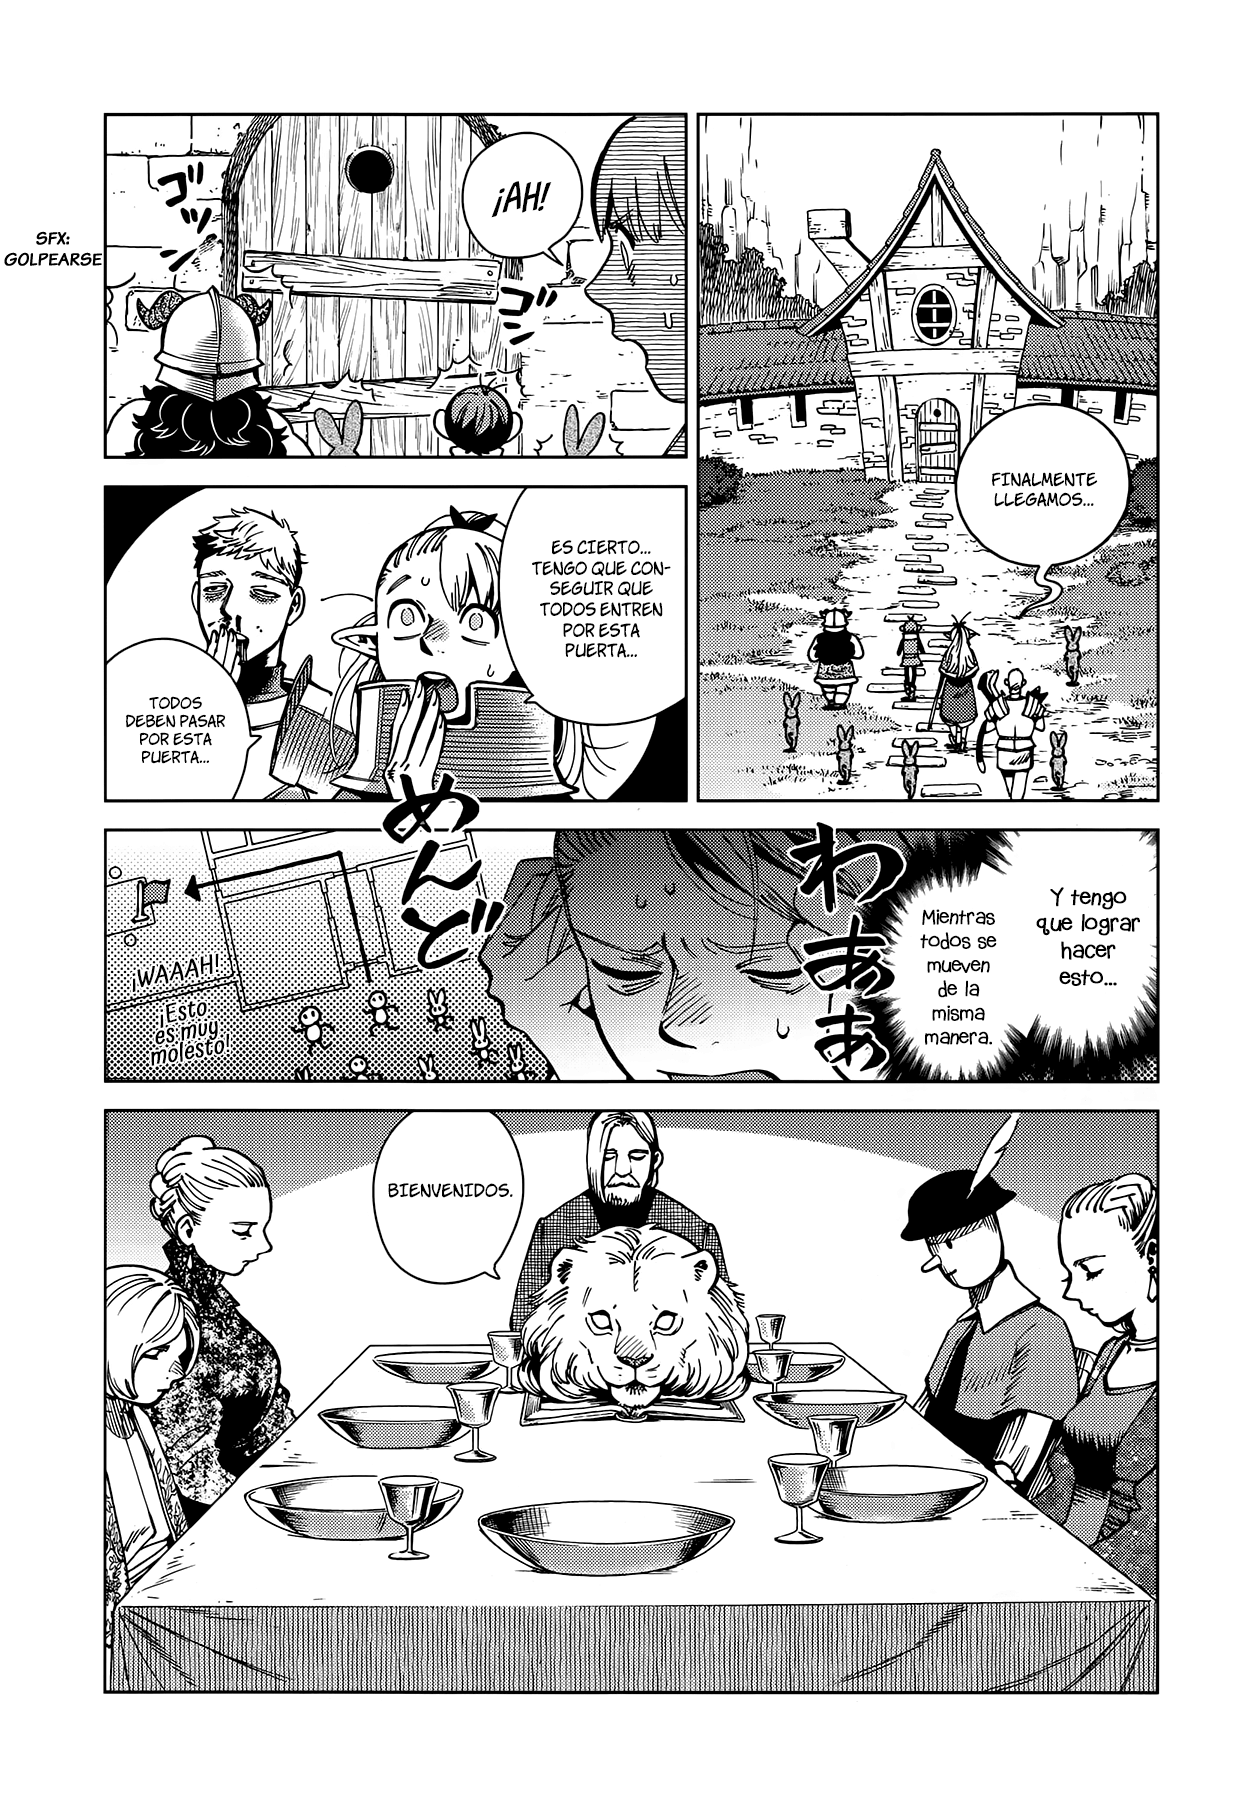 FINALMENTE
LLEGAMOS...
¡AH!
ゴッ
ゴッ
SFX:
GOLPEARSE
ES CIERTO...
TENGO QUE CON-
SEGUIR QUE
TODOS ENTREN
POR ESTA
PUERTA...
TODOS
DEBEN PASAR
POR ESTA
PUERTA...
Y tengo
que lograr
hacer
esto...
Mientras
todos se
mueven
de la
misma
manera.
わあぁ
めんど
¡WAAAH!
¡Esto
es muy
molesto!
BIENVENIDOS.